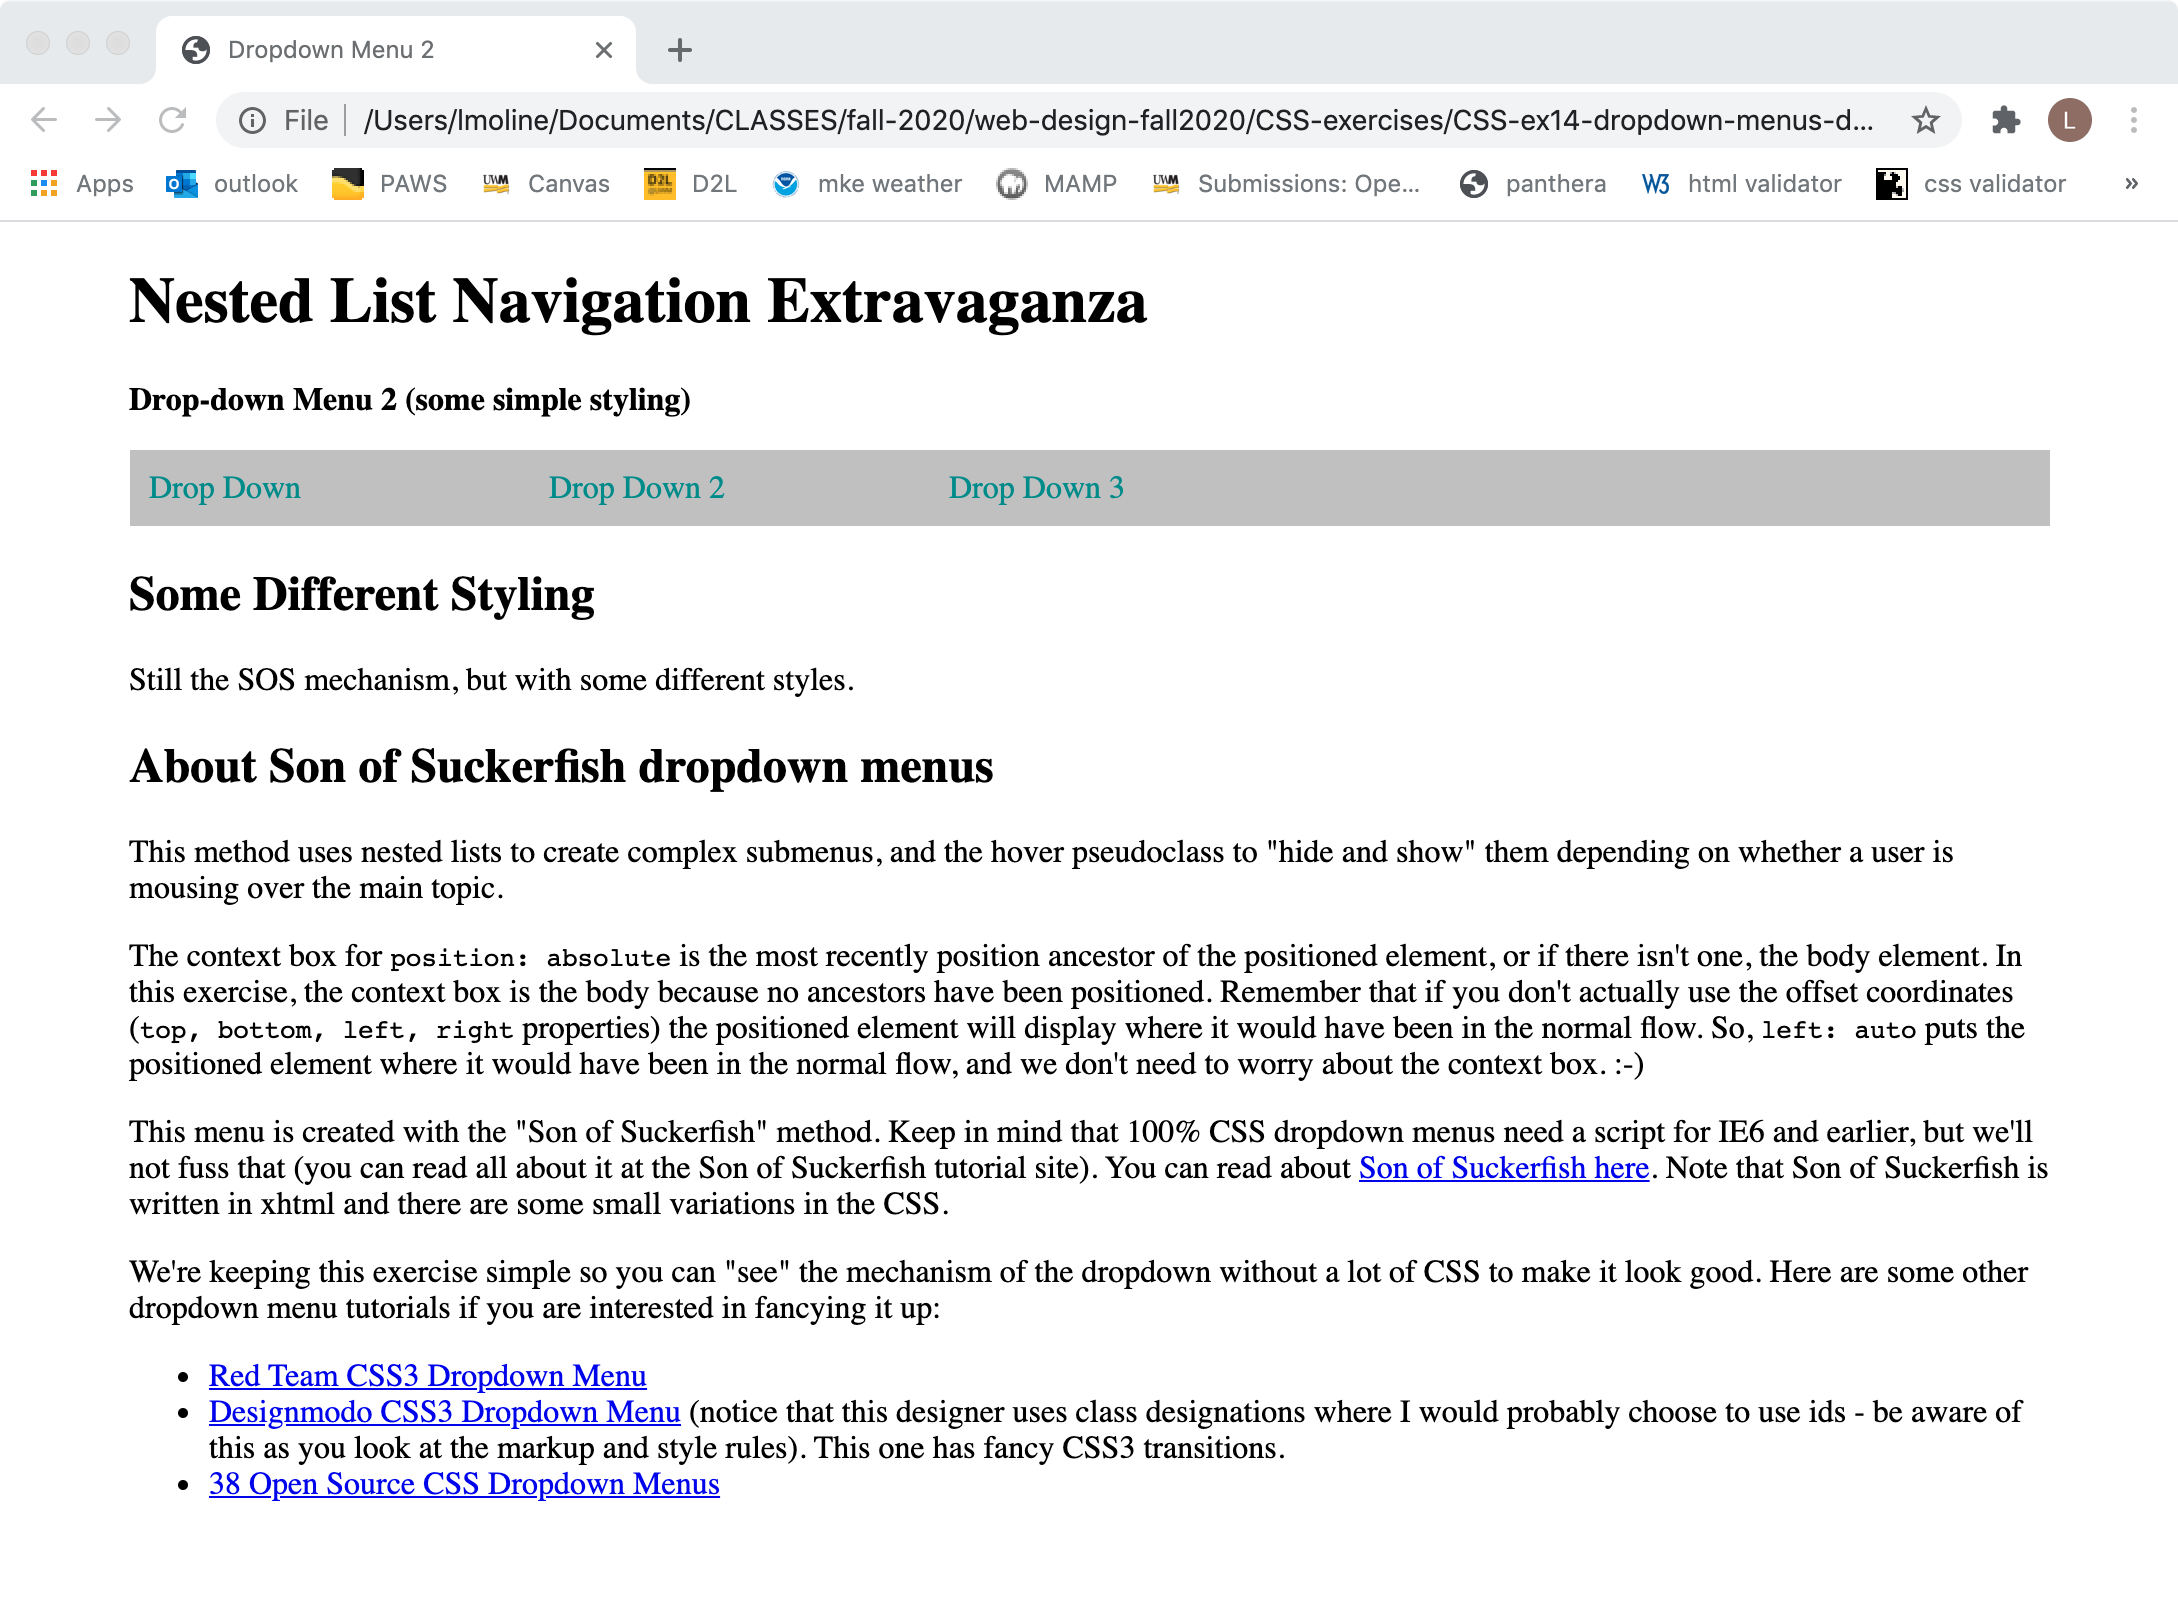 Dropdown Menu 2
File /Users/lmoline/Documents/CLASSES/fall-2020/web-design-fall2020/CSS-exercises/CSS-ex14-dropdown-menus-d... L
Apps outlook PAWS UWM Canvas D2L D2L mke weather MAMP UWM Submissions: Ope... panthera W3 html validator css validator »
Nested List Navigation Extravaganza
Drop-down Menu 2 (some simple styling)
Drop Down Drop Down 2 Drop Down 3
Some Different Styling
Still the SOS mechanism, but with some different styles.
About Son of Suckerfish dropdown menus
This method uses nested lists to create complex submenus, and the hover pseudoclass to "hide and show" them depending on whether a user is
mousing over the main topic.
The context box for position: absolute is the most recently position ancestor of the positioned element, or if there isn't one, the body element. In
this exercise, the context box is the body because no ancestors have been positioned. Remember that if you don't actually use the offset coordinates
(top, bottom, left, right properties) the positioned element will display where it would have been in the normal flow. So, left: auto puts the
positioned element where it would have been in the normal flow, and we don't need to worry about the context box. :-)
This menu is created with the "Son of Suckerfish" method. Keep in mind that 100% CSS dropdown menus need a script for IE6 and earlier, but we'll
not fuss that (you can read all about it at the Son of Suckerfish tutorial site). You can read about Son of Suckerfish here. Note that Son of Suckerfish is
written in xhtml and there are some small variations in the CSS.
We're keeping this exercise simple so you can "see" the mechanism of the dropdown without a lot of CSS to make it look good. Here are some other
dropdown menu tutorials if you are interested in fancying it up:
• Red Team CSS3 Dropdown Menu
• Designmodo CSS3 Dropdown Menu (notice that this designer uses class designations where I would probably choose to use ids - be aware of
this as you look at the markup and style rules). This one has fancy CSS3 transitions.
• 38 Open Source CSS Dropdown Menus